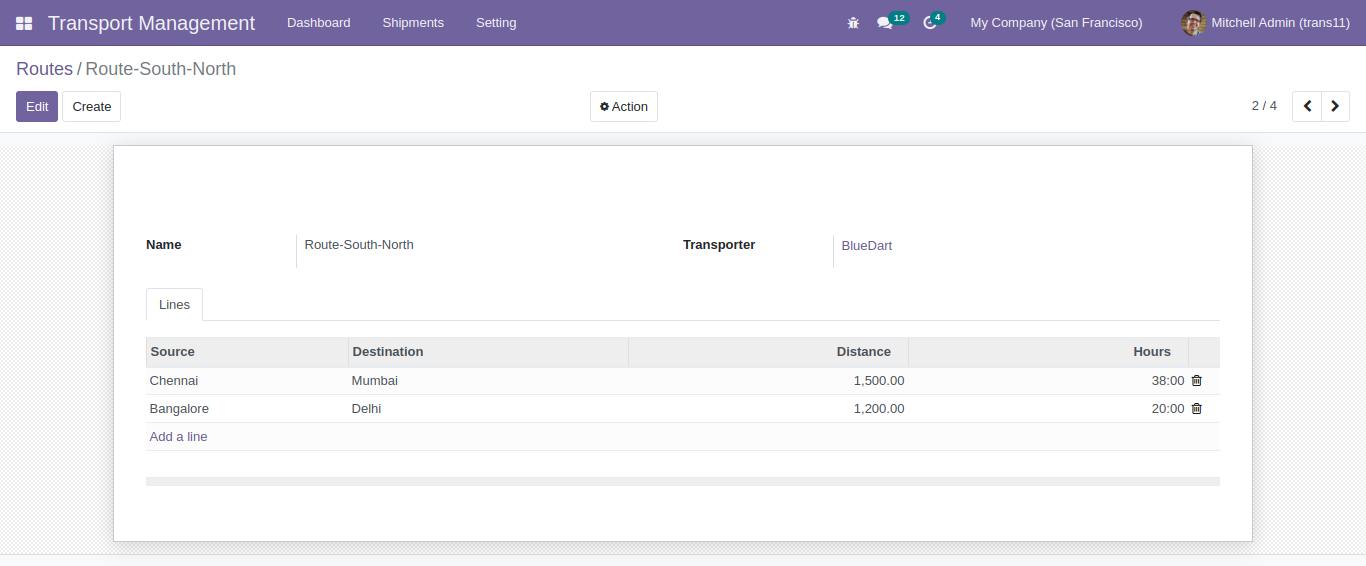 Transport Management Dashboard Shipments Setting 12 4 My Company (San Francisco) Mitchell Admin (trans11)
Routes / Route-South-North
Edit Create Action 2 / 4
Name Route-South-North Transporter BlueDart
Lines
Source Destination Distance Hours
Chennai Mumbai 1,500.00 38:00
Bangalore Delhi 1,200.00 20:00
Add a line